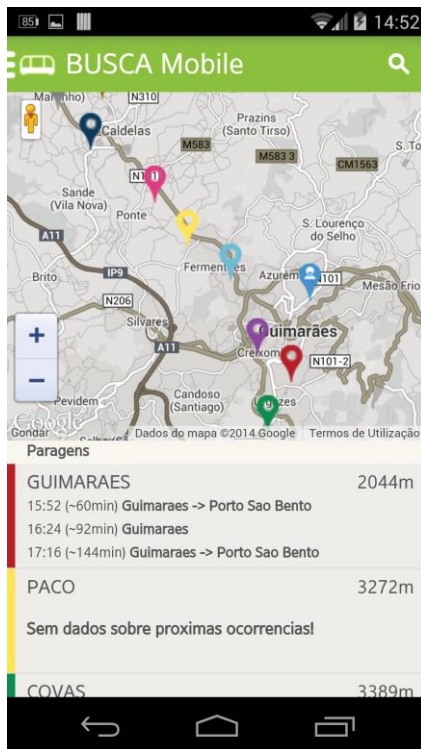 85 14:52
BUSCA Mobile
N310
Caldelas
Prazins
(Santo Tirso)
M583
M583 3
CM1563
Sande
(Vila Nova)
Ponte
S. Lourenço
do Selho
A11
Brito
IP9
Azurem
N101
Mesão Frio
N206
Silvares
Guimarães
A11
Creixom
N101-2
Pevidem
Candoso
(Santiago)
Gondar
Google
Dados do mapa ©2014 Google
Termos de Utilização
Paragens
GUIMARAES 2044m
15:52 (~60min) Guimaraes -> Porto Sao Bento
16:24 (~92min) Guimaraes
17:16 (~144min) Guimaraes -> Porto Sao Bento
PACO 3272m
Sem dados sobre proximas ocorrencias!
COVAS 3389m